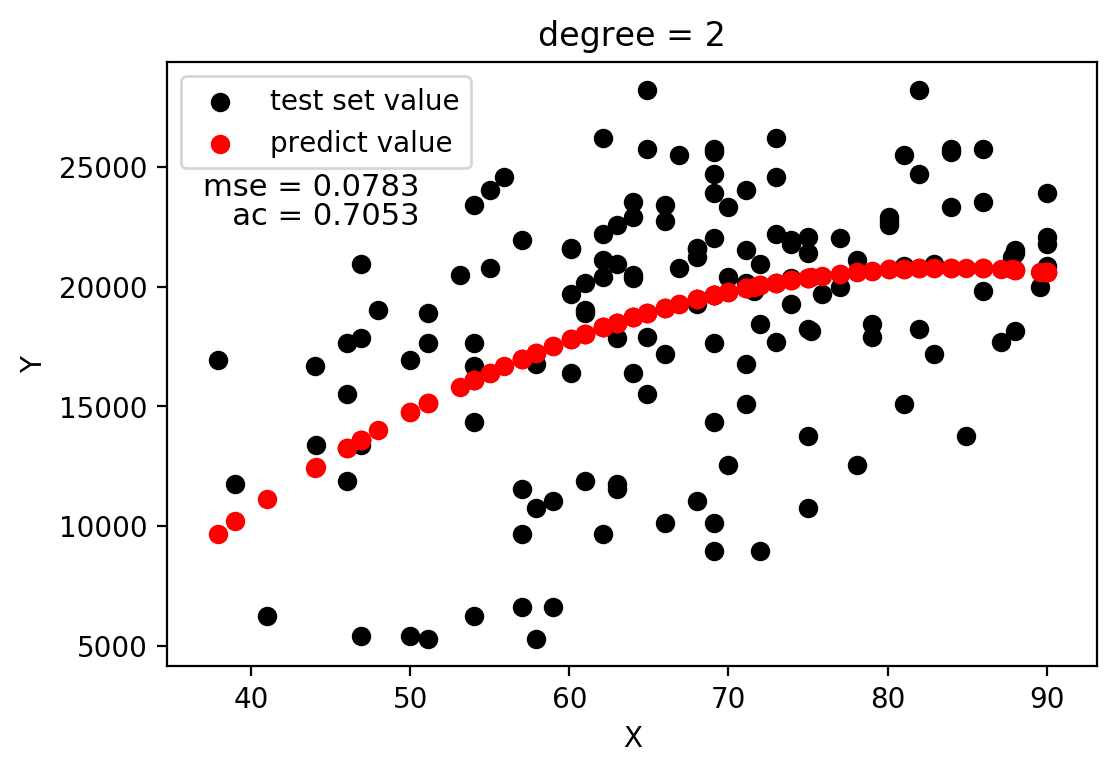 degree = 2
test set value
predict value
mse = 0.0783
ac = 0.7053
25000
20000
15000
10000
5000
Y
40 50 60 70 80 90
X